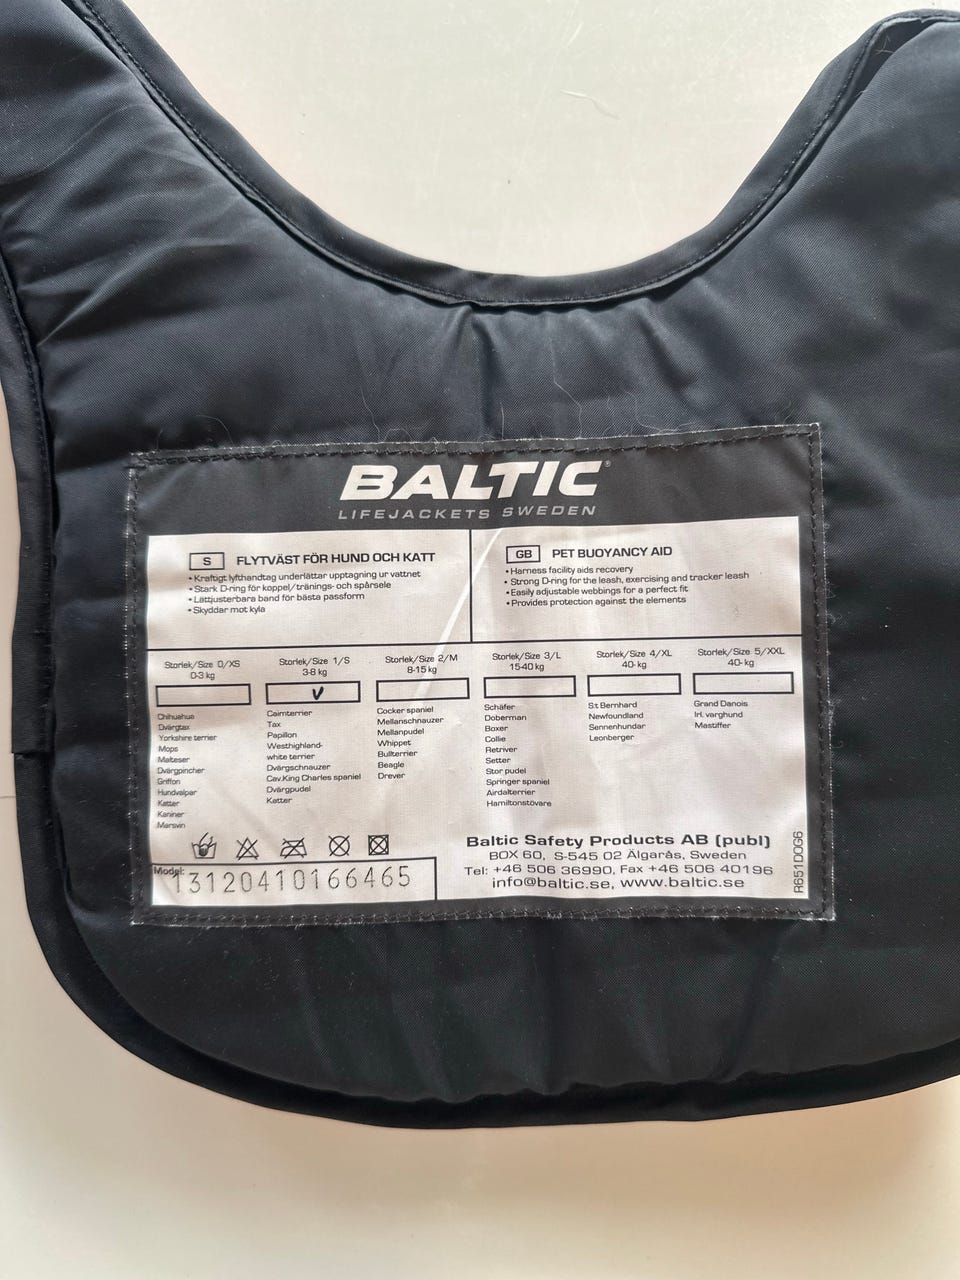 BALTIC®
LIFEJACKETS SWEDEN
S FLYTVÄST FÖR HUND OCH KATT
• Kraftigt lyfthandtag underlättar upptagning ur vattnet
• Stark D-ring för koppel/tränings- och spårsele
• Lättjusterbara band för bästa passform
• Skyddar mot kyla
GB PET BUOYANCY AID
• Harness facility aids recovery
• Strong D-ring for the leash, exercising and tracker leash
• Easily adjustable webbings for a perfect fit
• Provides protection against the elements
Storlek/Size 0/XS
0-3 kg
Chihuahua
Dvärgtax
Yorkshire terrier
Mops
Malteser
Dvärgpincher
Griffon
Hundvalpar
Katter
Kaniner
Marsvin
Storlek/Size 1/S
3-8 kg
V
Cairnterrier
Tax
Papillon
Westhighland-
white terrier
Dvärgschnauzer
Cav.King Charles spaniel
Dvärgpudel
Katter
Storlek/Size 2/M
8-15 kg
Cocker spaniel
Mellanschnauzer
Mellanpudel
Whippet
Bullterrier
Beagle
Drever
Storlek/Size 3/L
15-40 kg
Schäfer
Doberman
Boxer
Collie
Retriver
Setter
Stor pudel
Springer spaniel
Airdalterrier
Hamiltonstövare
Storlek/Size 4/XL
40- kg
S:t Bernhard
Newfoundland
Sennenhundar
Leonberger
Storlek/Size 5/XXL
40- kg
Grand Danois
Irl. varghund
Mastiffer
Model:
13120410166465
Baltic Safety Products AB (publ)
BOX 60, S-545 02 Älgarås, Sweden
Tel: +46 506 36990, Fax +46 506 40196
info@baltic.se, www.baltic.se
R651DOG6